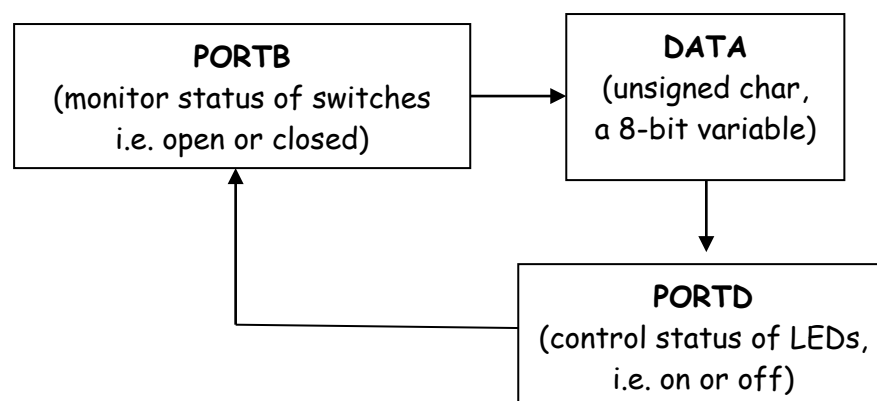 PORTB
(monitor status of switches
i.e. open or closed)
DATA
(unsigned char,
a 8-bit variable)
PORTD
(control status of LEDs,
i.e. on or off)